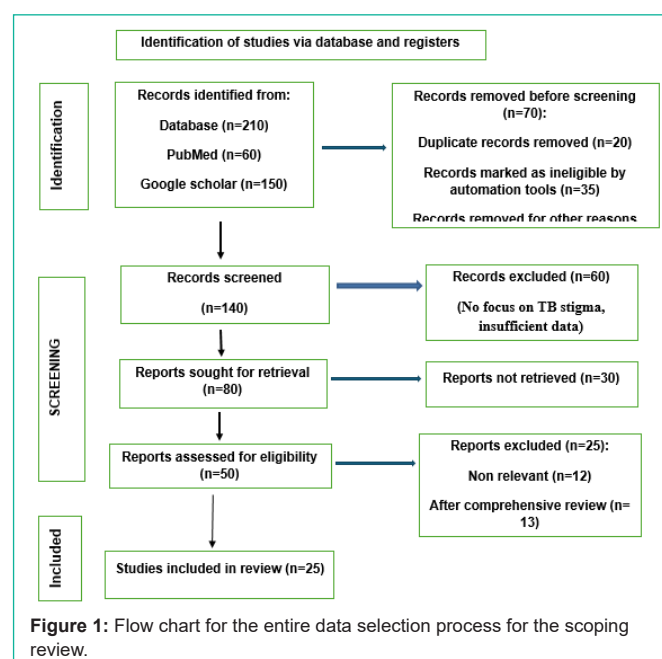 Identification of studies via database and registers
Identification
Records identified from:
Database (n=210)
PubMed (n=60)
Google scholar (n=150)
Records removed before screening
(n=70):
Duplicate records removed (n=20)
Records marked as ineligible by
automation tools (n=35)
Records removed for other reasons
SCREENING
Records screened
(n=140)
Records excluded (n=60)
(No focus on TB stigma,
insufficient data)
Reports sought for retrieval
(n=80)
Reports not retrieved (n=30)
Reports assessed for eligibility
(n=50)
Reports excluded (n=25):
Non relevant (n=12)
After comprehensive review (n=
13)
Included
Studies included in review (n=25)
Figure 1: Flow chart for the entire data selection process for the scoping
review.